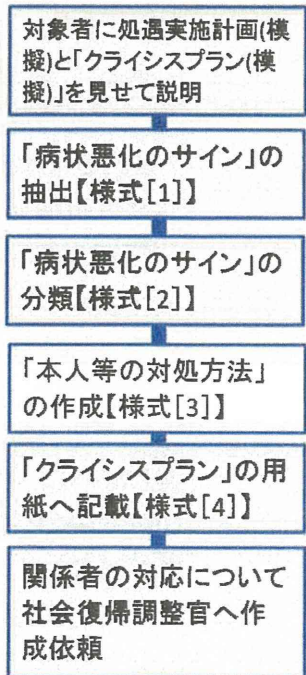 対象者に処遇実施計画(模
擬)と「クライシスプラン(模
擬)」を見せて説明
「病状悪化のサイン」の
抽出【様式[1]】
「病状悪化のサイン」の
分類【様式[2]】
「本人等の対処方法」
の作成【様式[3]】
「クライシスプラン」の用
紙へ記載【様式[4]】
関係者の対応について
社会復帰調整官へ作
成依頼